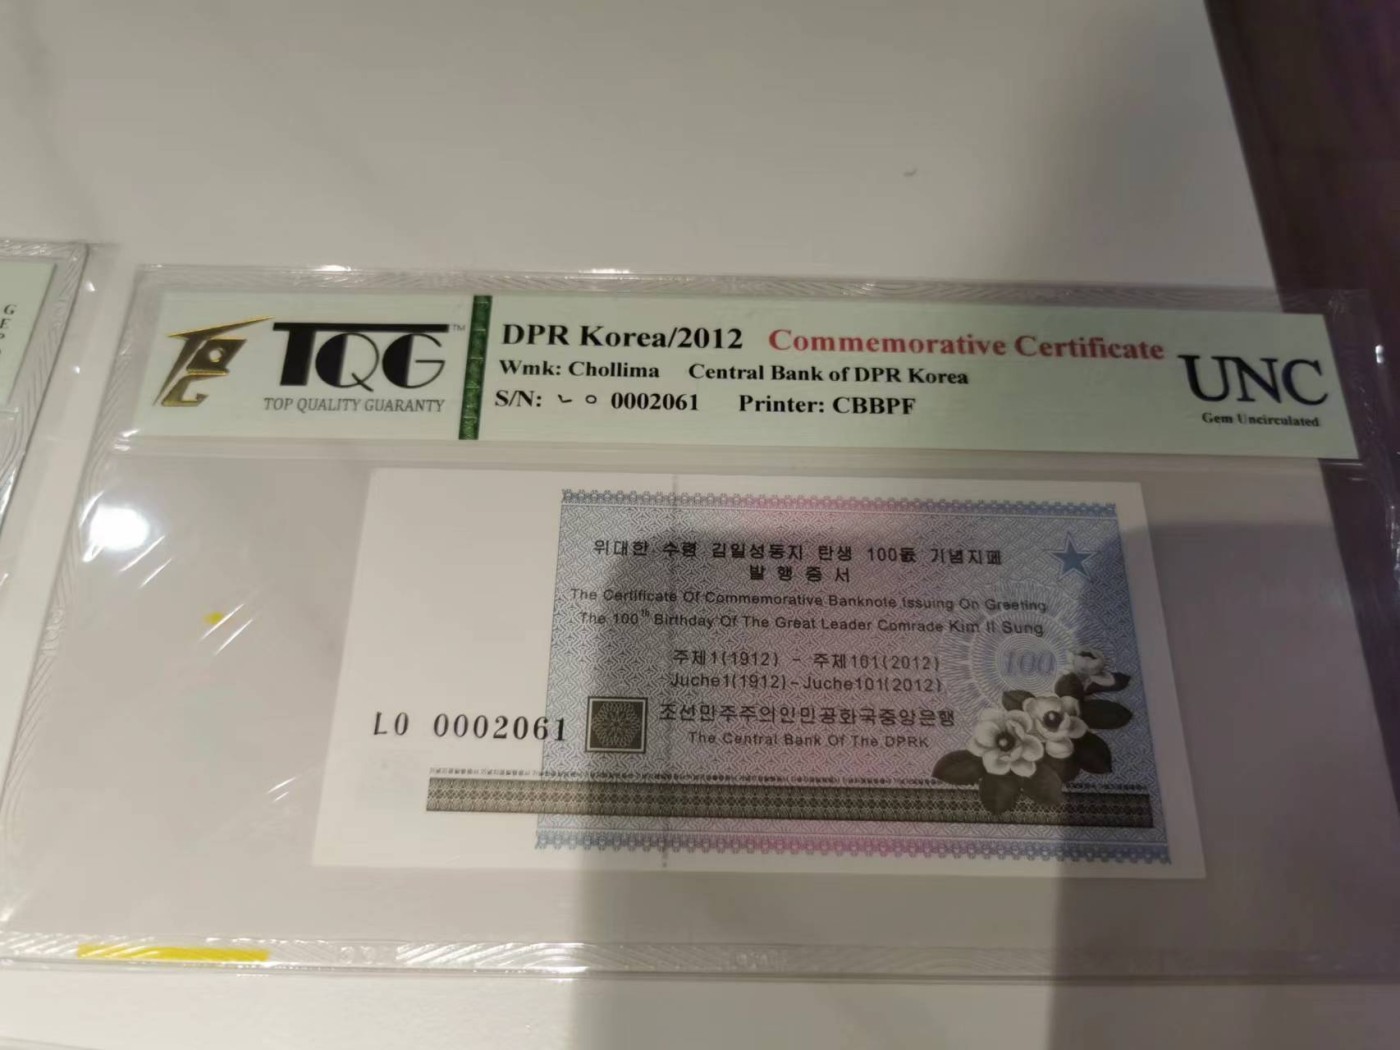 TQG™
TOP QUALITY GUARANTY
DPR Korea/2012 Commemorative Certificate
Wmk: Chollima Central Bank of DPR Korea
S/N: ㄴ ㅇ 0002061 Printer: CBBPF
UNC
Gem Uncirculated
위대한 수령 김일성동지 탄생 100돐 기념지폐
발행증서
The Certificate Of Commemorative Banknote Issuing On Greeting
The 100th Birthday Of The Great Leader Comrade Kim Il Sung
주체1(1912) - 주체101(2012)
Juche1(1912)-Juche101(2012)
100
조선민주주의인민공화국중앙은행
The Central Bank Of The DPRK
ㄴㅇ 0002061